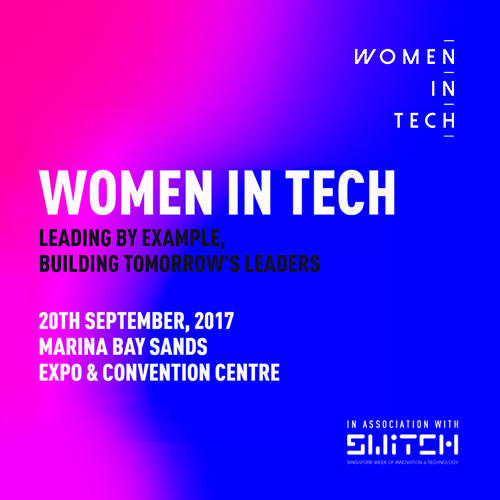 WOMEN
IN
TECH
WOMEN IN TECH
LEADING BY EXAMPLE,
BUILDING TOMORROW'S LEADERS
20TH SEPTEMBER, 2017
MARINA BAY SANDS
EXPO & CONVENTION CENTRE
IN ASSOCIATION WITH
SWITCH
SINGAPORE WEEK OF INNOVATION & TECHNOLOGY